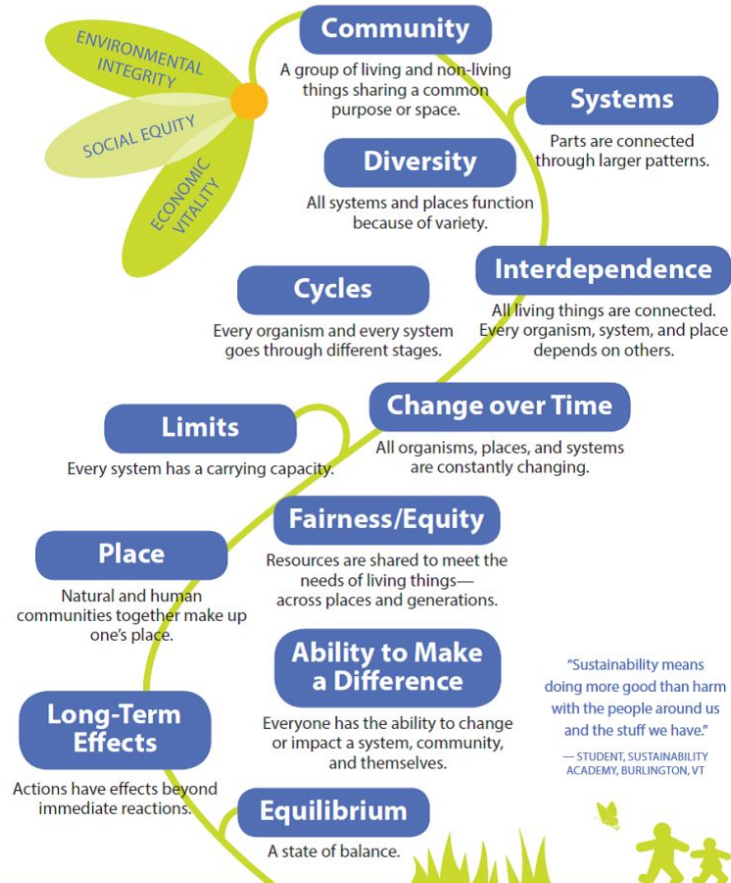 ENVIRONMENTAL
INTEGRITY
SOCIAL EQUITY
ECONOMIC
VITALITY
Community
A group of living and non-living
things sharing a common
purpose or space.
Systems
Parts are connected
through larger patterns.
Diversity
All systems and places function
because of variety.
Interdependence
All living things are connected.
Every organism, system, and place
depends on others.
Cycles
Every organism and every system
goes through different stages.
Change over Time
All organisms, places, and systems
are constantly changing.
Limits
Every system has a carrying capacity.
Fairness/Equity
Resources are shared to meet the
needs of living things—
across places and generations.
Place
Natural and human
communities together make up
one’s place.
Ability to Make
a Difference
Everyone has the ability to change
or impact a system, community,
and themselves.
“Sustainability means
doing more good than harm
with the people around us
and the stuff we have.”
— STUDENT, SUSTAINABILITY
ACADEMY, BURLINGTON, VT
Long-Term
Effects
Actions have effects beyond
immediate reactions.
Equilibrium
A state of balance.